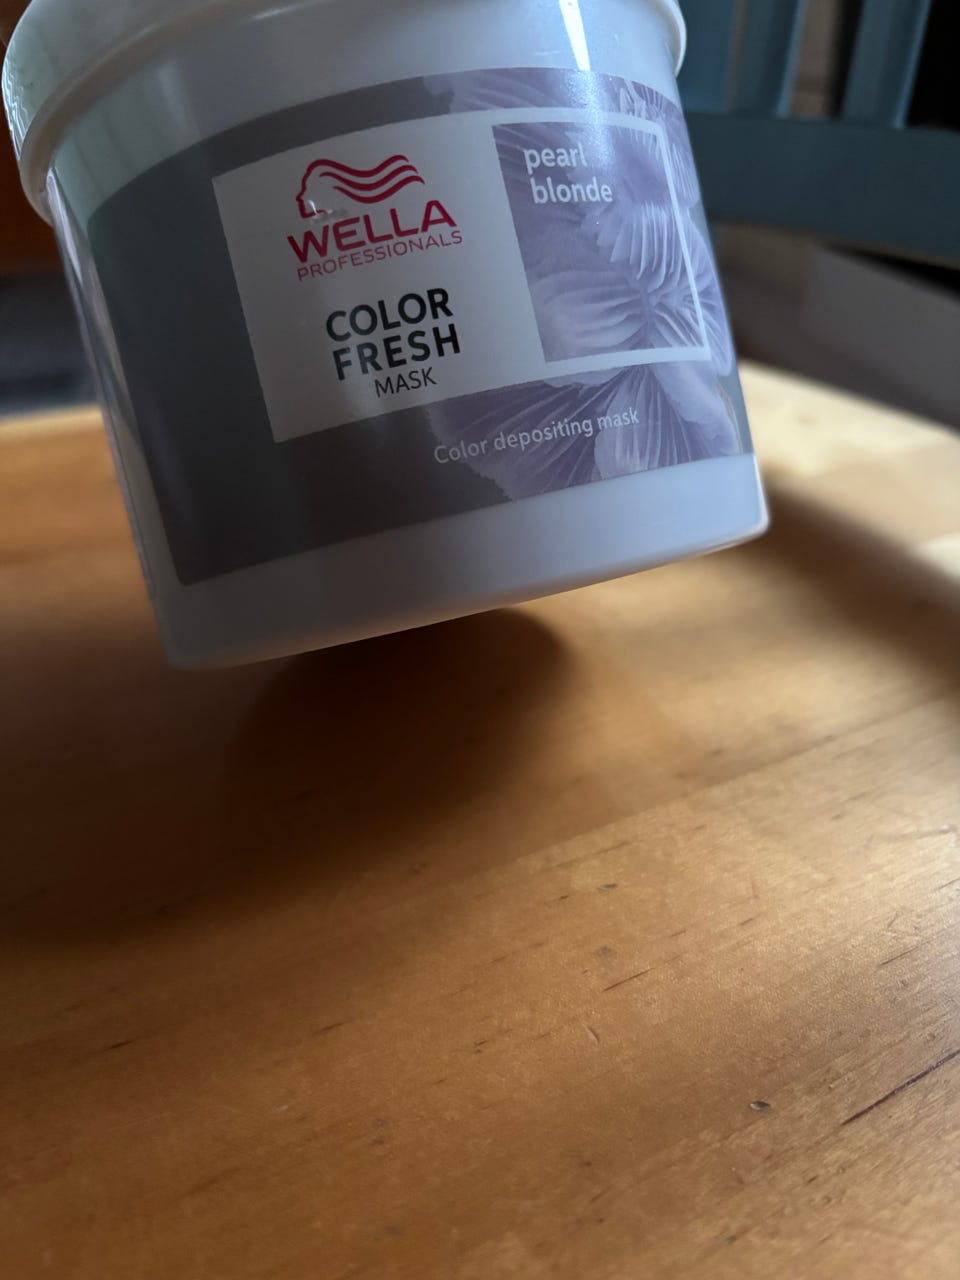 WELLA
PROFESSIONALS
COLOR
FRESH
MASK
pearl
blonde
Color depositing mask